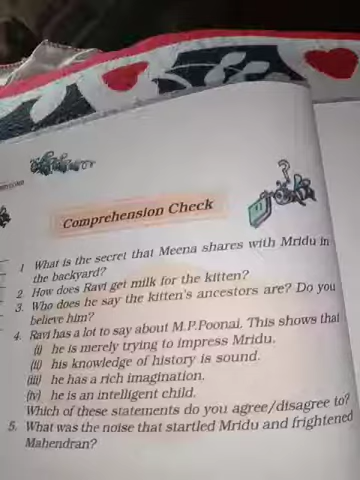 Comprehension Check
1 What is the secret that Meena shares with Mridu in
the backyard?
2. How does Ravi get milk for the kitten?
3. Who does he say the kitten's ancestors are? Do you
believe him?
4. Ravi has a lot to say about M.P.Poonai. This shows that
(i) he is merely trying to impress Mridu.
(ii) his knowledge of history is sound.
(iii) he has a rich imagination.
(iv) he is an intelligent child.
Which of these statements do you agree/disagree to?
5. What was the noise that startled Mridu and frightened
Mahendran?